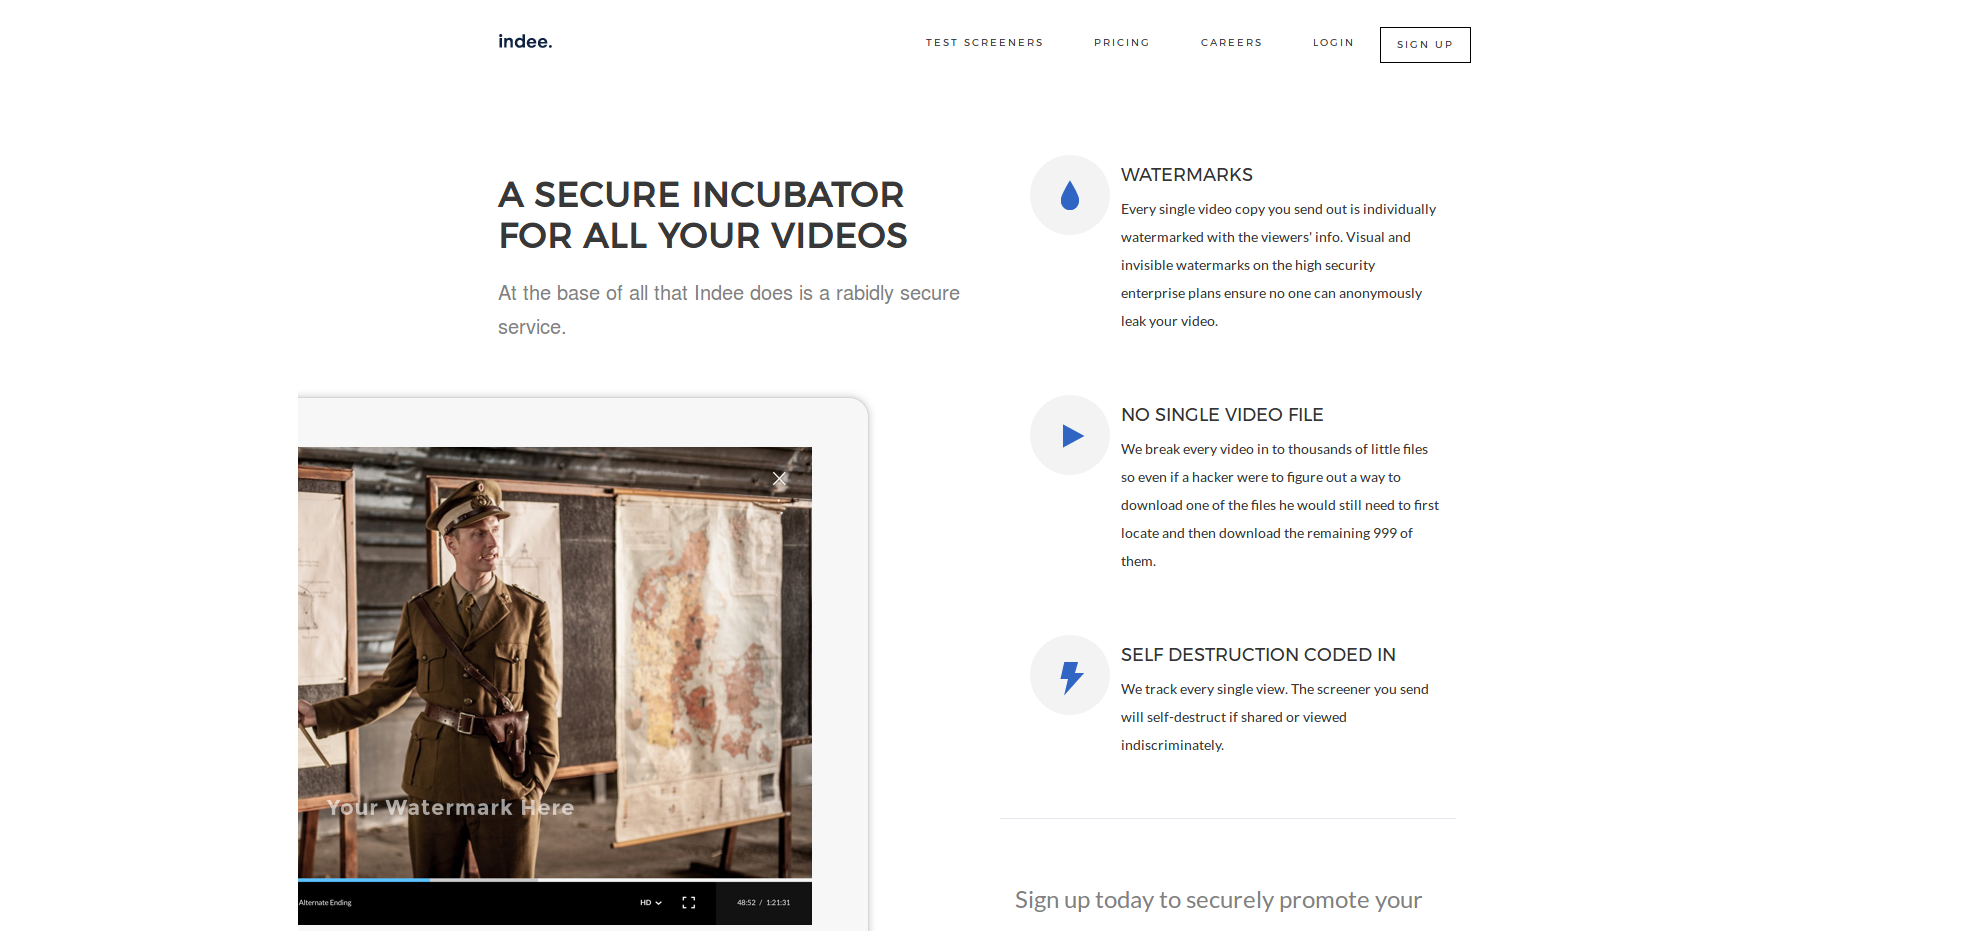 indee.
TEST SCREENERS
PRICING
CAREERS
LOGIN
SIGN UP
A SECURE INCUBATOR
FOR ALL YOUR VIDEOS
At the base of all that Indee does is a rabidly secure
service.
WATERMARKS
Every single video copy you send out is individually
watermarked with the viewers' info. Visual and
invisible watermarks on the high security
enterprise plans ensure no one can anonymously
leak your video.
NO SINGLE VIDEO FILE
We break every video in to thousands of little files
so even if a hacker were to figure out a way to
download one of the files he would still need to first
locate and then download the remaining 999 of
them.
SELF DESTRUCTION CODED IN
We track every single view. The screener you send
will self-destruct if shared or viewed
indiscriminately.
Your Watermark Here
Alternate Ending
HD
48:52 / 1:21:31
Sign up today to securely promote your